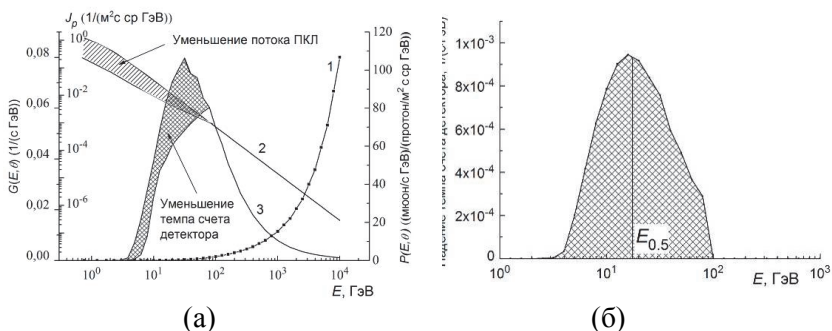 J_p (1/(м²с ср ГэВ))
а)
Уменьшение потока ПКЛ
Уменьшение
темпа счета
детектора
1
2
3
G(E,θ) (1/(с ГэВ))
0,08
0,06
0,04
0,02
0,00
10⁰
10⁻²
10⁻⁴
10⁻⁶
P(E,θ) ((мюон/с ГэВ)/(протон/м² с ср ГэВ)
120
100
80
60
40
20
0
10⁰ 10¹ 10² 10³ 10⁴
E, ГэВ
(а)
б)
темпа счета детектора,
1x10⁻³
8x10⁻⁴
6x10⁻⁴
4x10⁻⁴
2x10⁻⁴
0
E0.5
10⁰ 10¹ 10² 10³
E, ГэВ
(б)